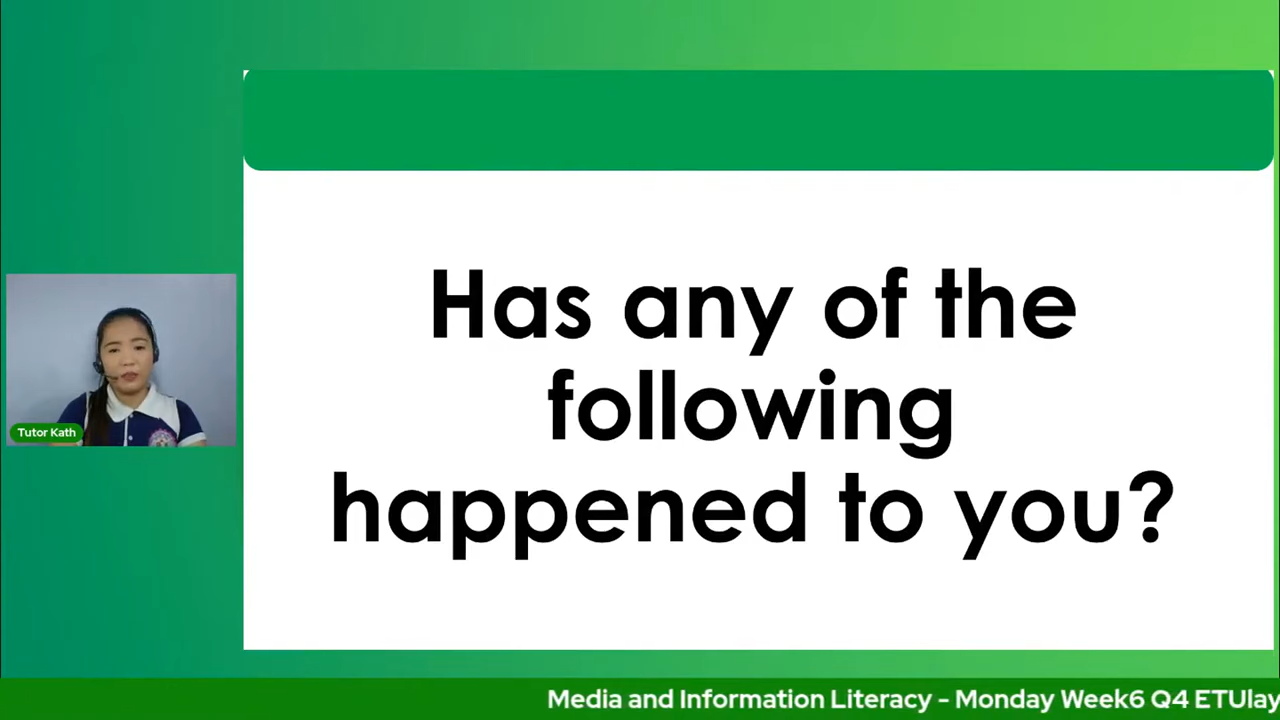 Has any of the
following
happened to you?
Tutor Kath
Media and Information Literacy - Monday Week6 Q4 ETUlay